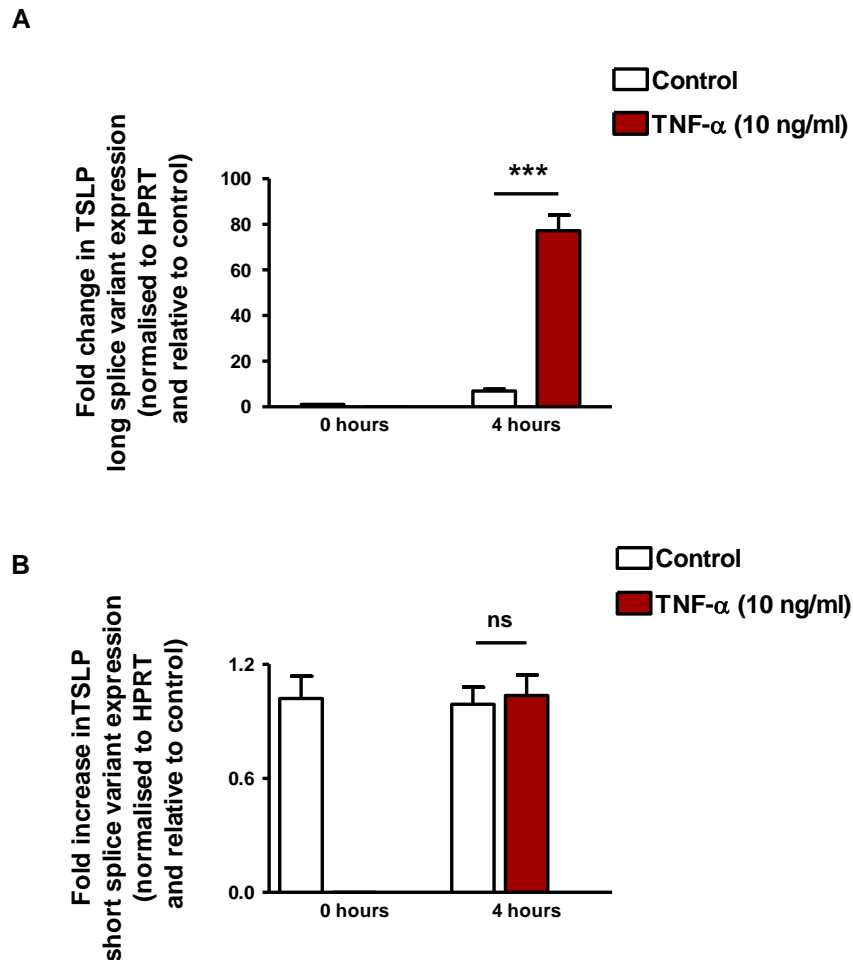 A
Control
TNF-α (10 ng/ml)
Fold change in TSLP
long splice variant expression
(normalised to HPRT
and relative to control)
***
100
80
60
40
20
0
0 hours
4 hours
B
Control
TNF-α (10 ng/ml)
Fold increase inTSLP
short splice variant expression
(normalised to HPRT
and relative to control)
ns
1.2
0.6
0.0
0 hours
4 hours